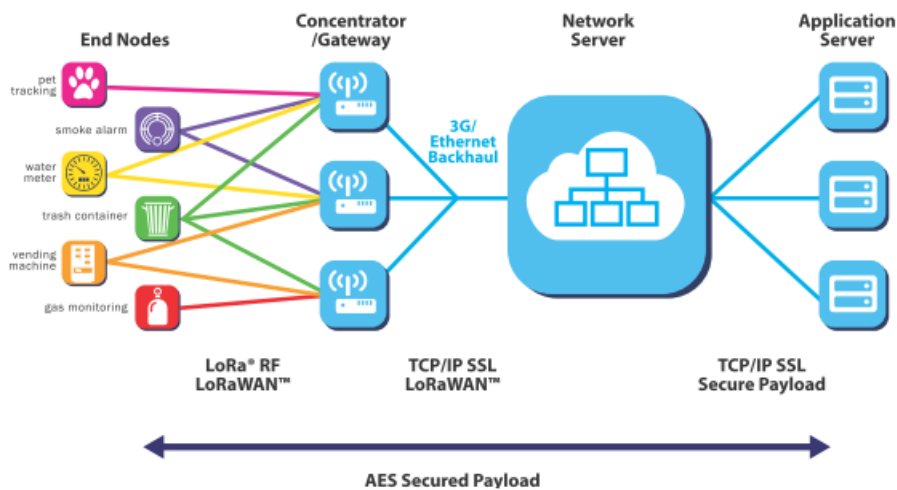 End Nodes
Concentrator
/Gateway
Network
Server
Application
Server
pet
tracking
smoke alarm
water
meter
trash container
vending
machine
gas monitoring
3G/
Ethernet
Backhaul
LoRa® RF
LoRaWAN™
TCP/IP SSL
LoRaWAN™
TCP/IP SSL
Secure Payload
AES Secured Payload